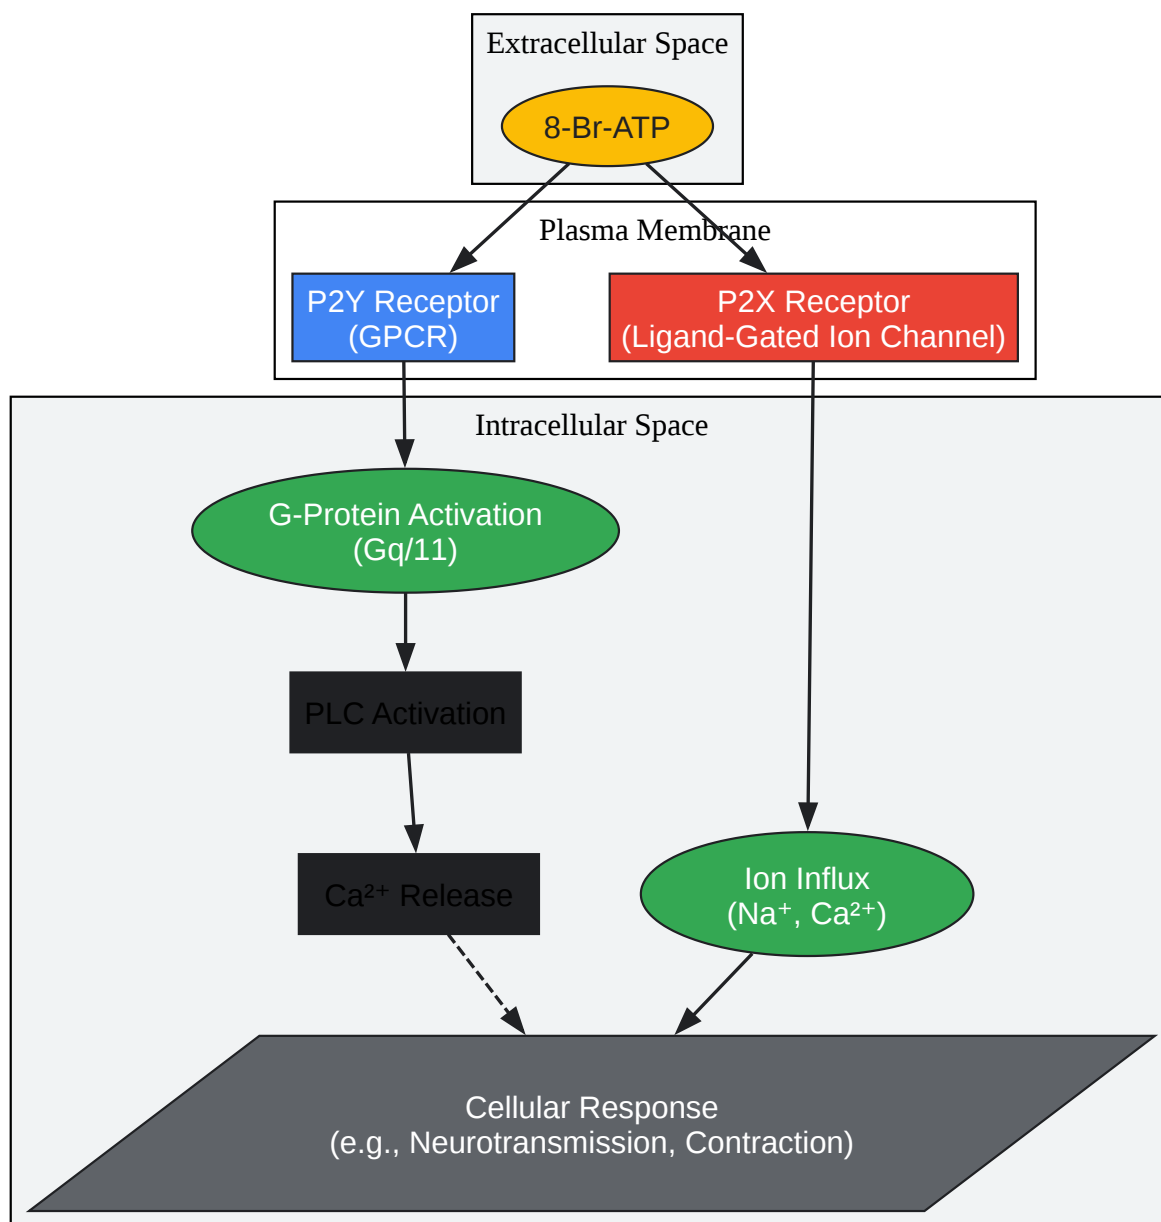 Extracellular Space
8-Br-ATP
Plasma Membrane
P2Y Receptor
(GPCR)
P2X Receptor
(Ligand-Gated Ion Channel)
Intracellular Space
G-Protein Activation
(Gq/11)
PLC Activation
Ca²⁺ Release
Ion Influx
(Na⁺, Ca²⁺)
Cellular Response
(e.g., Neurotransmission, Contraction)